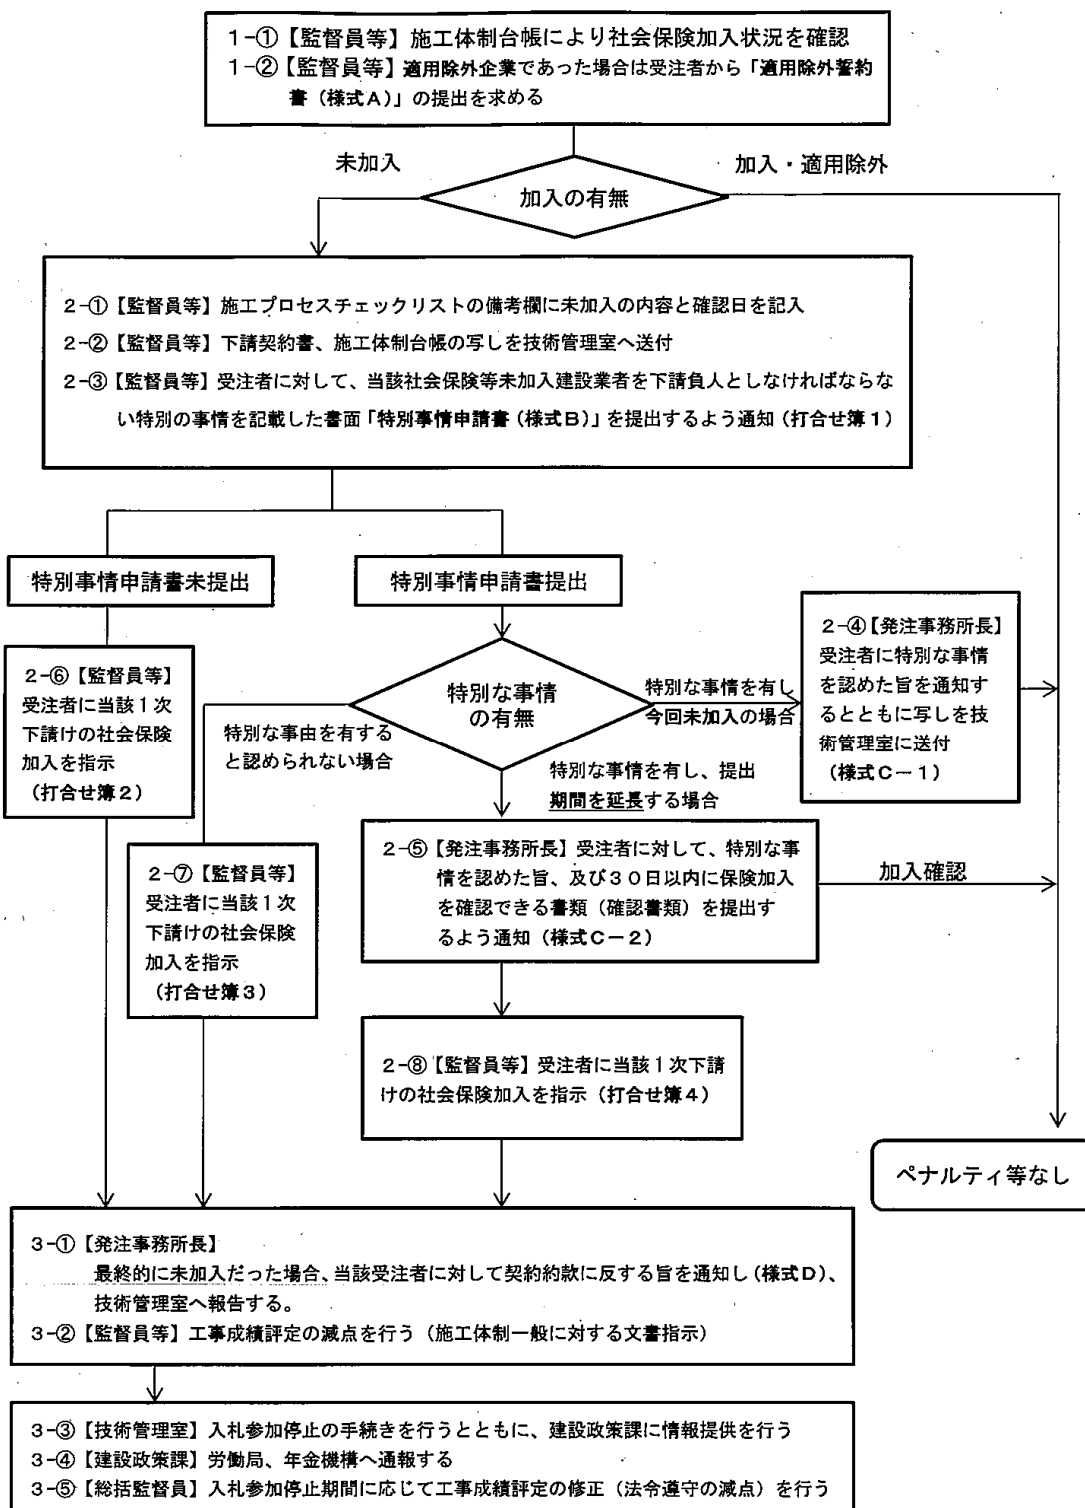 1-①【監督員等】施工体制台帳により社会保険加入状況を確認
1-②【監督員等】適用除外企業であった場合は受注者から「適用除外誓約
書（様式A）」の提出を求める
未加入
加入・適用除外
加入の有無
2-①【監督員等】施工プロセスチェックリストの備考欄に未加入の内容と確認日を記入
2-②【監督員等】下請契約書、施工体制台帳の写しを技術管理室へ送付
2-③【監督員等】受注者に対して、当該社会保険等未加入建設業者を下請負人としなければならな
い特別の事情を記載した書面「特別事情申請書（様式B）」を提出するよう通知（打合せ簿1）
特別事情申請書未提出
特別事情申請書提出
2-④【発注事務所長】
受注者に特別な事情
を認めた旨を通知す
るとともに写しを技
術管理室に送付
（様式C－1）
2-⑥【監督員等】
受注者に当該1次
下請けの社会保険
加入を指示
（打合せ簿2）
特別な事情
の有無
特別な事情を有し
今回未加入の場合
特別な事由を有する
と認められない場合
特別な事情を有し、提出
期間を延長する場合
2-⑤【発注事務所長】受注者に対して、特別な事
情を認めた旨、及び30日以内に保険加入
を確認できる書類（確認書類）を提出す
るよう通知（様式C－2）
加入確認
2-⑦【監督員等】
受注者に当該1次
下請けの社会保険
加入を指示
（打合せ簿3）
2-⑧【監督員等】受注者に当該1次下請
けの社会保険加入を指示（打合せ簿4）
ペナルティ等なし
3-①【発注事務所長】
最終的に未加入だった場合、当該受注者に対して契約約款に反する旨を通知し（様式D）、
技術管理室へ報告する。
3-②【監督員等】工事成績評定の減点を行う（施工体制一般に対する文書指示）
3-③【技術管理室】入札参加停止の手続きを行うとともに、建設政策課に情報提供を行う
3-④【建設政策課】労働局、年金機構へ通報する
3-⑤【総括監督員】入札参加停止期間に応じて工事成績評定の修正（法令遵守の減点）を行う